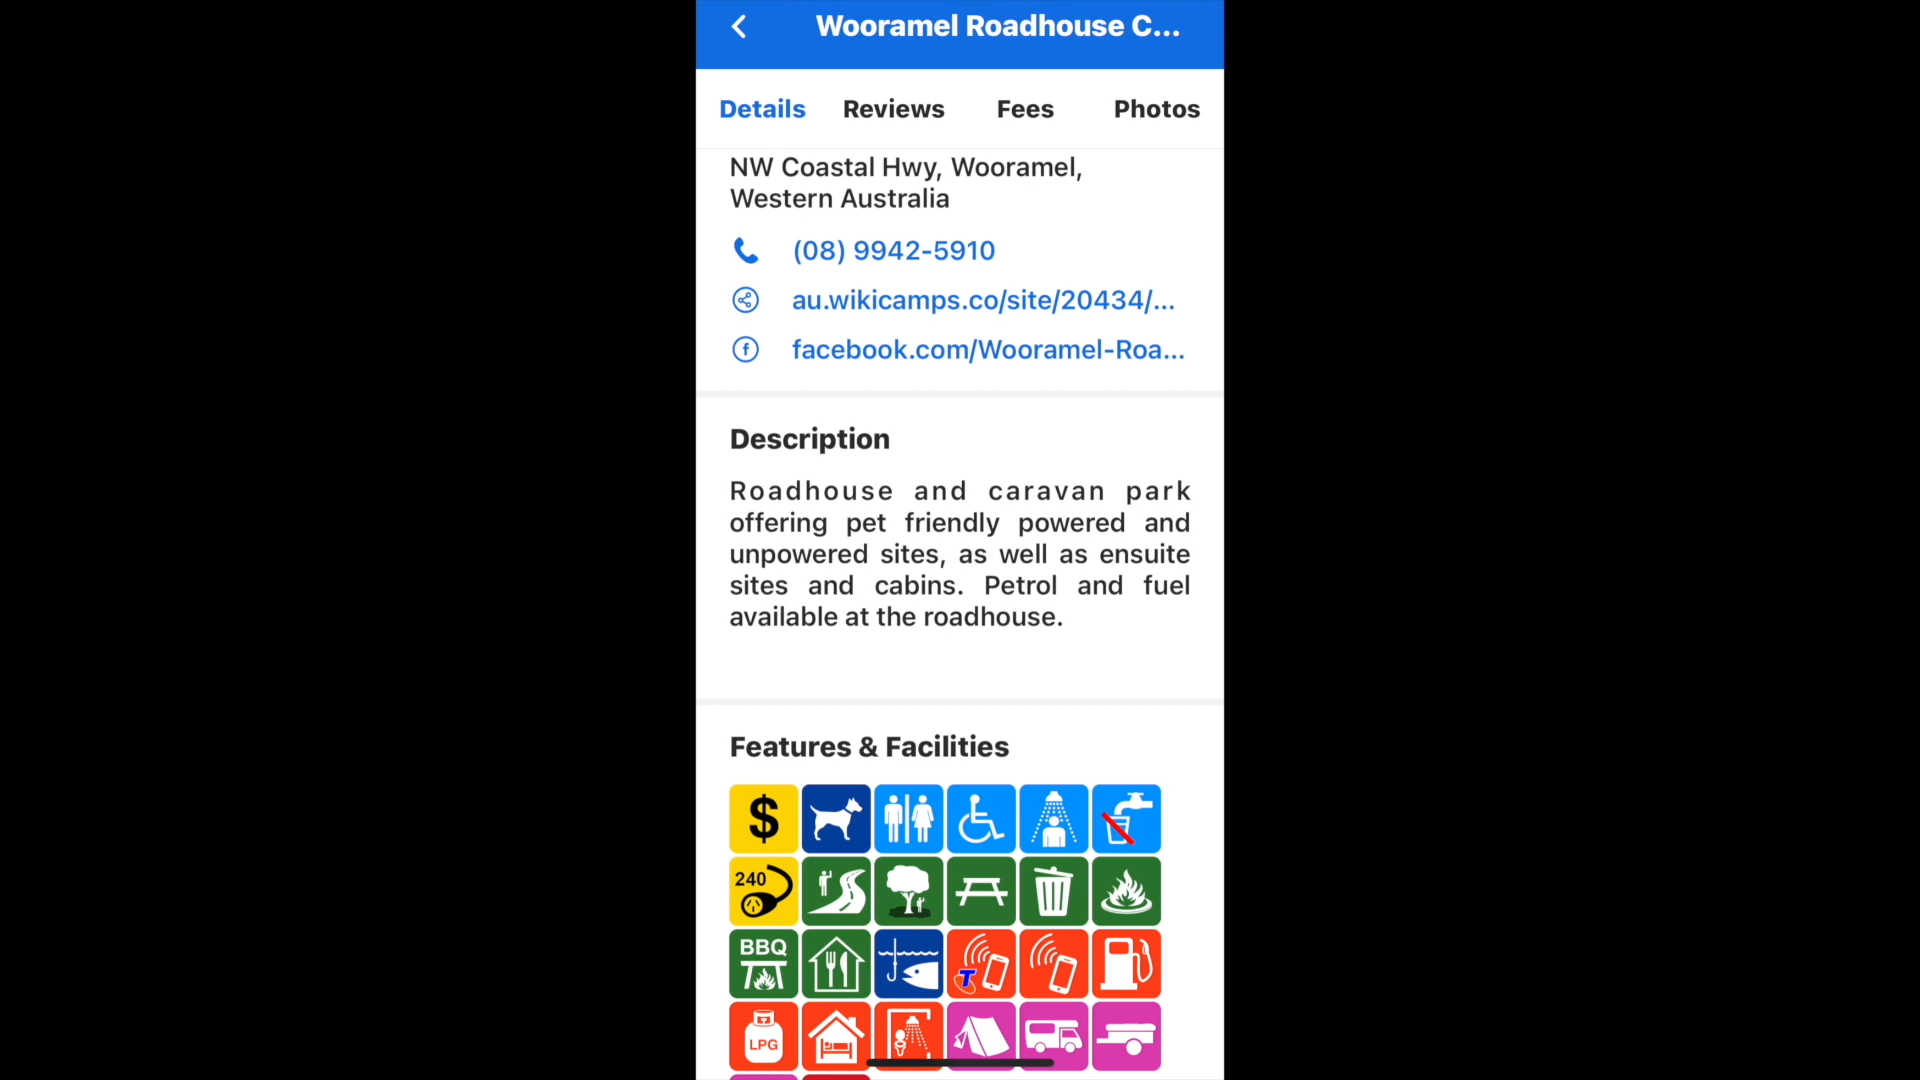 Wooramel Roadhouse C...
Details Reviews Fees Photos
NW Coastal Hwy, Wooramel,
Western Australia
(08) 9942-5910
au.wikicamps.co/site/20434/...
facebook.com/Wooramel-Roa...
Description
Roadhouse and caravan park
offering pet friendly powered and
unpowered sites, as well as ensuite
sites and cabins. Petrol and fuel
available at the roadhouse.
Features & Facilities
$
240
BBQ
T
LPG